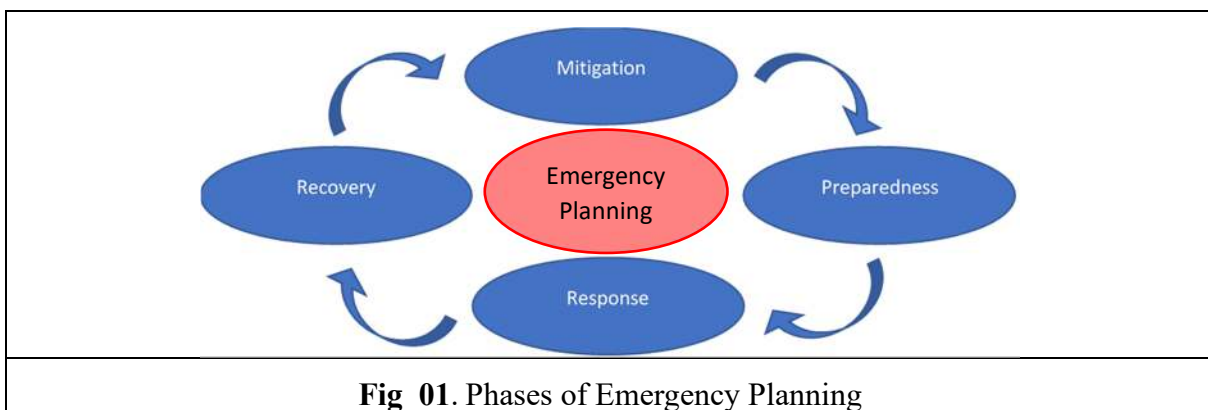 Mitigation
Recovery
Emergency
Planning
Preparedness
Response
Fig 01. Phases of Emergency Planning